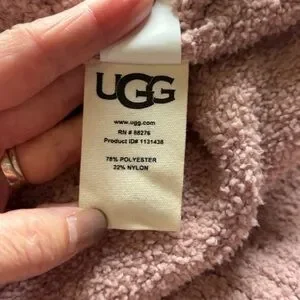 UGG
www.ugg.com
RN # 88276
Product ID# 1131438
78% POLYESTER
22% NYLON